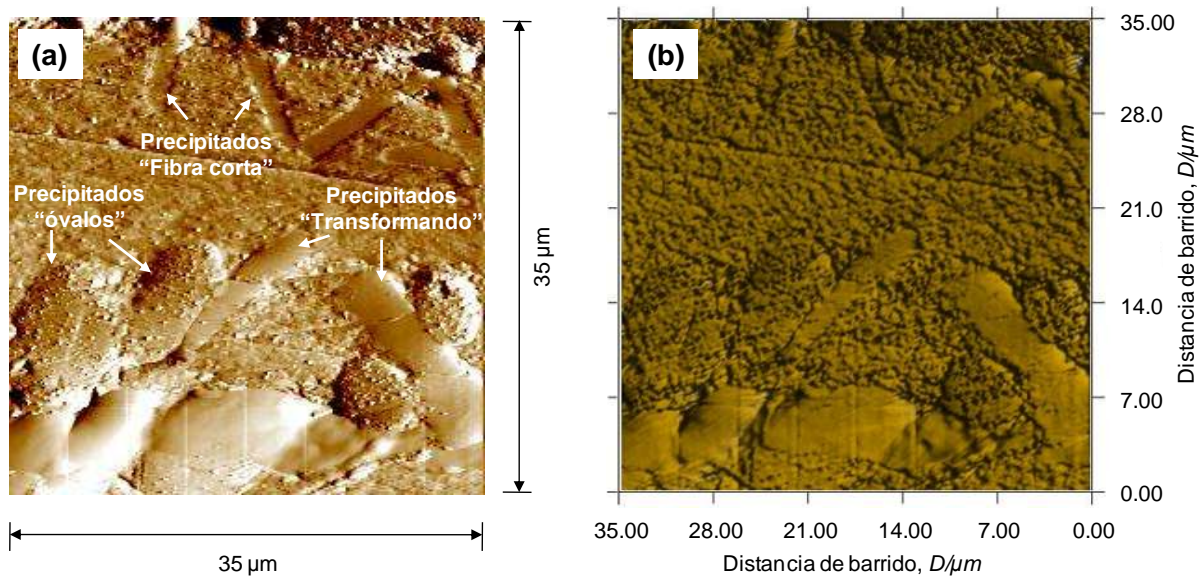 (a)
Precipitados
“Fibra corta”
Precipitados
“óvalos”
Precipitados
“Transformando”
35 µm
35 µm
(b)
35.00
28.0
21.0
14.0
7.00
0.00
Distancia de barrido, D/µm
35.00 28.00 21.00 14.00 7.00 0.00
Distancia de barrido, D/µm